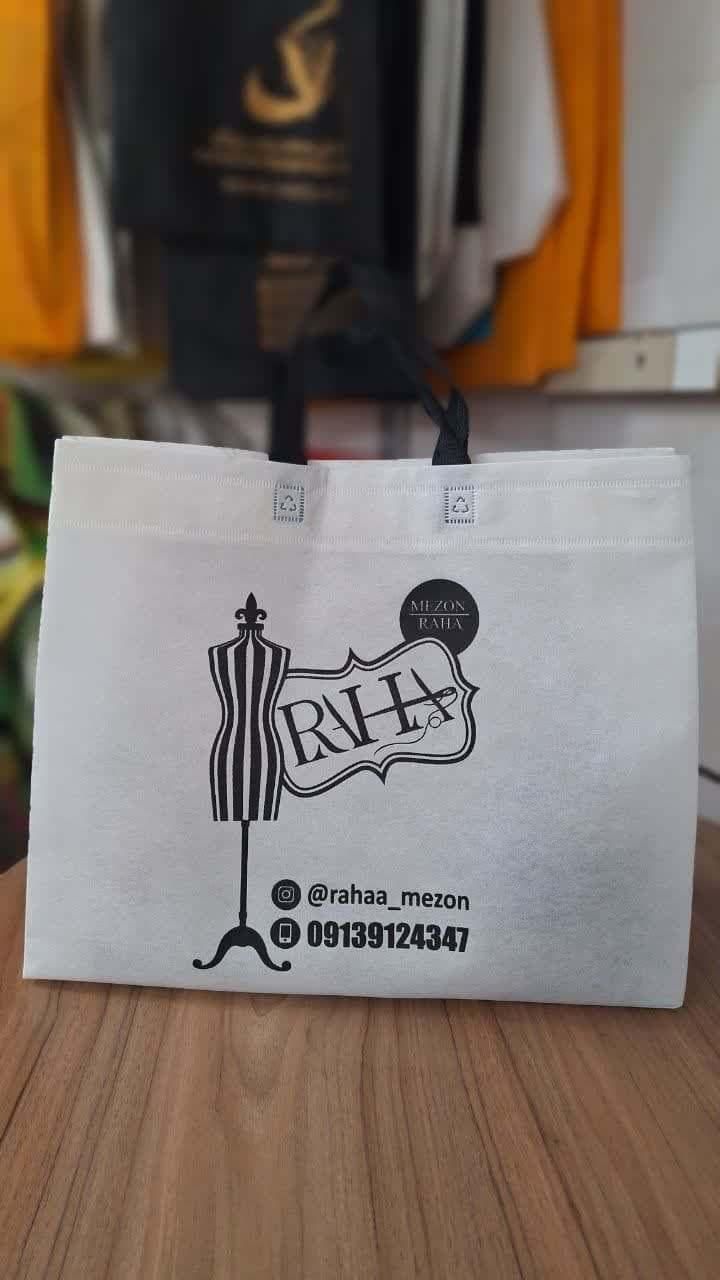 MEZON
RAHA
RAHA
@rahaa_mezon
09139124347